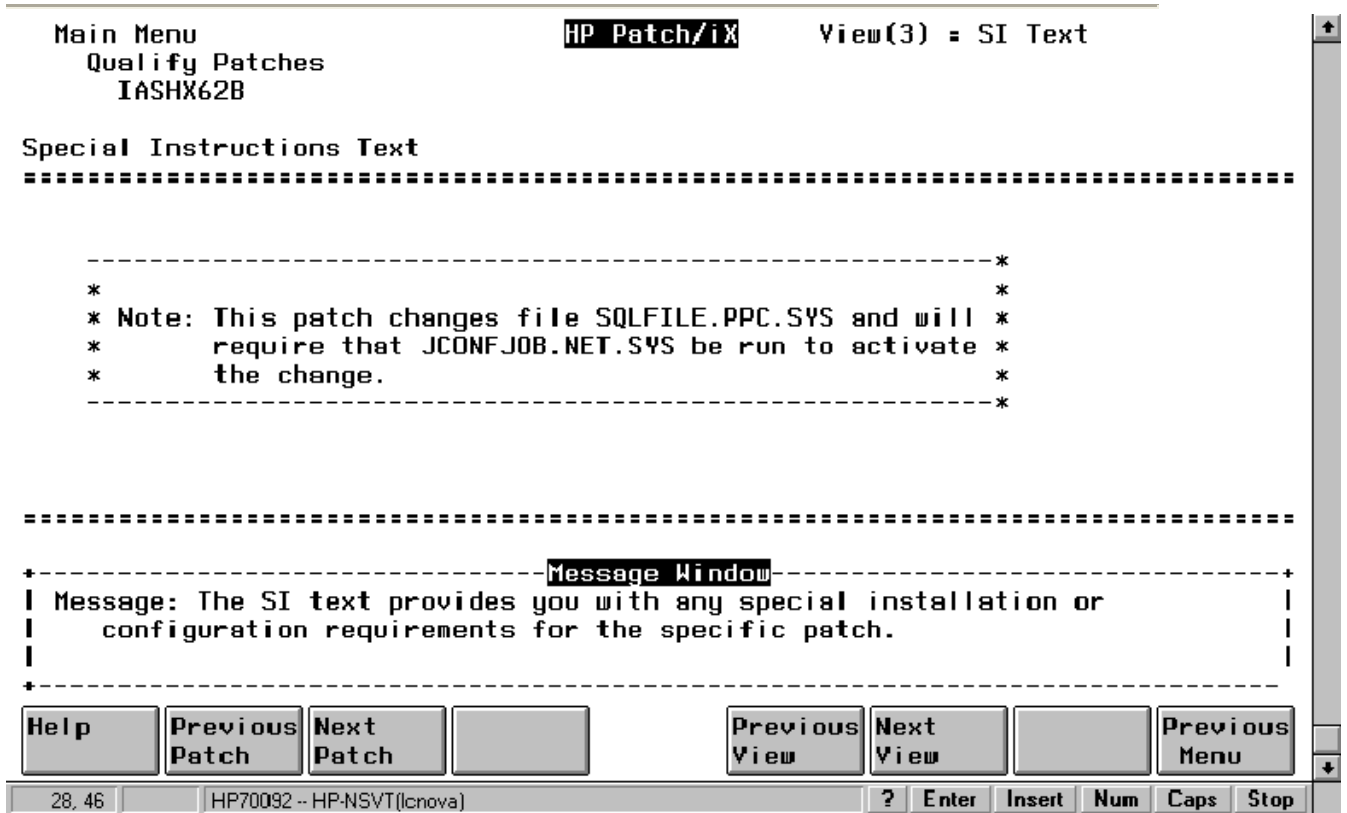 Main Menu HP Patch/iX View(3) = SI Text
Qualify Patches
IASHX62B
Special Instructions Text
===============================================================================
---------------------------------------------------------*
* *
* Note: This patch changes file SQLFILE.PPC.SYS and will *
* require that JCONFJOB.NET.SYS be run to activate *
* the change. *
---------------------------------------------------------*
===============================================================================
+--------------------------------Message Window--------------------------------+
| Message: The SI text provides you with any special installation or |
| configuration requirements for the specific patch. |
| |
+------------------------------------------------------------------------------
Help Previous Next Previous Next Previous
Patch Patch View View Menu
28, 46 HP70092 -- HP-NSVT(lcnova) ? Enter Insert Num Caps Stop